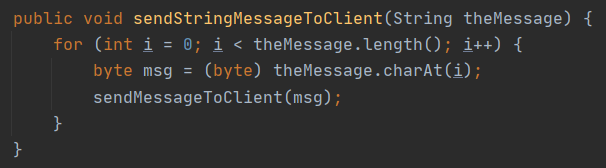 public void sendStringMessageToClient(String theMessage) {
    for (int i = 0; i < theMessage.length(); i++) {
        byte msg = (byte) theMessage.charAt(i);
        sendMessageToClient(msg);
    }
}